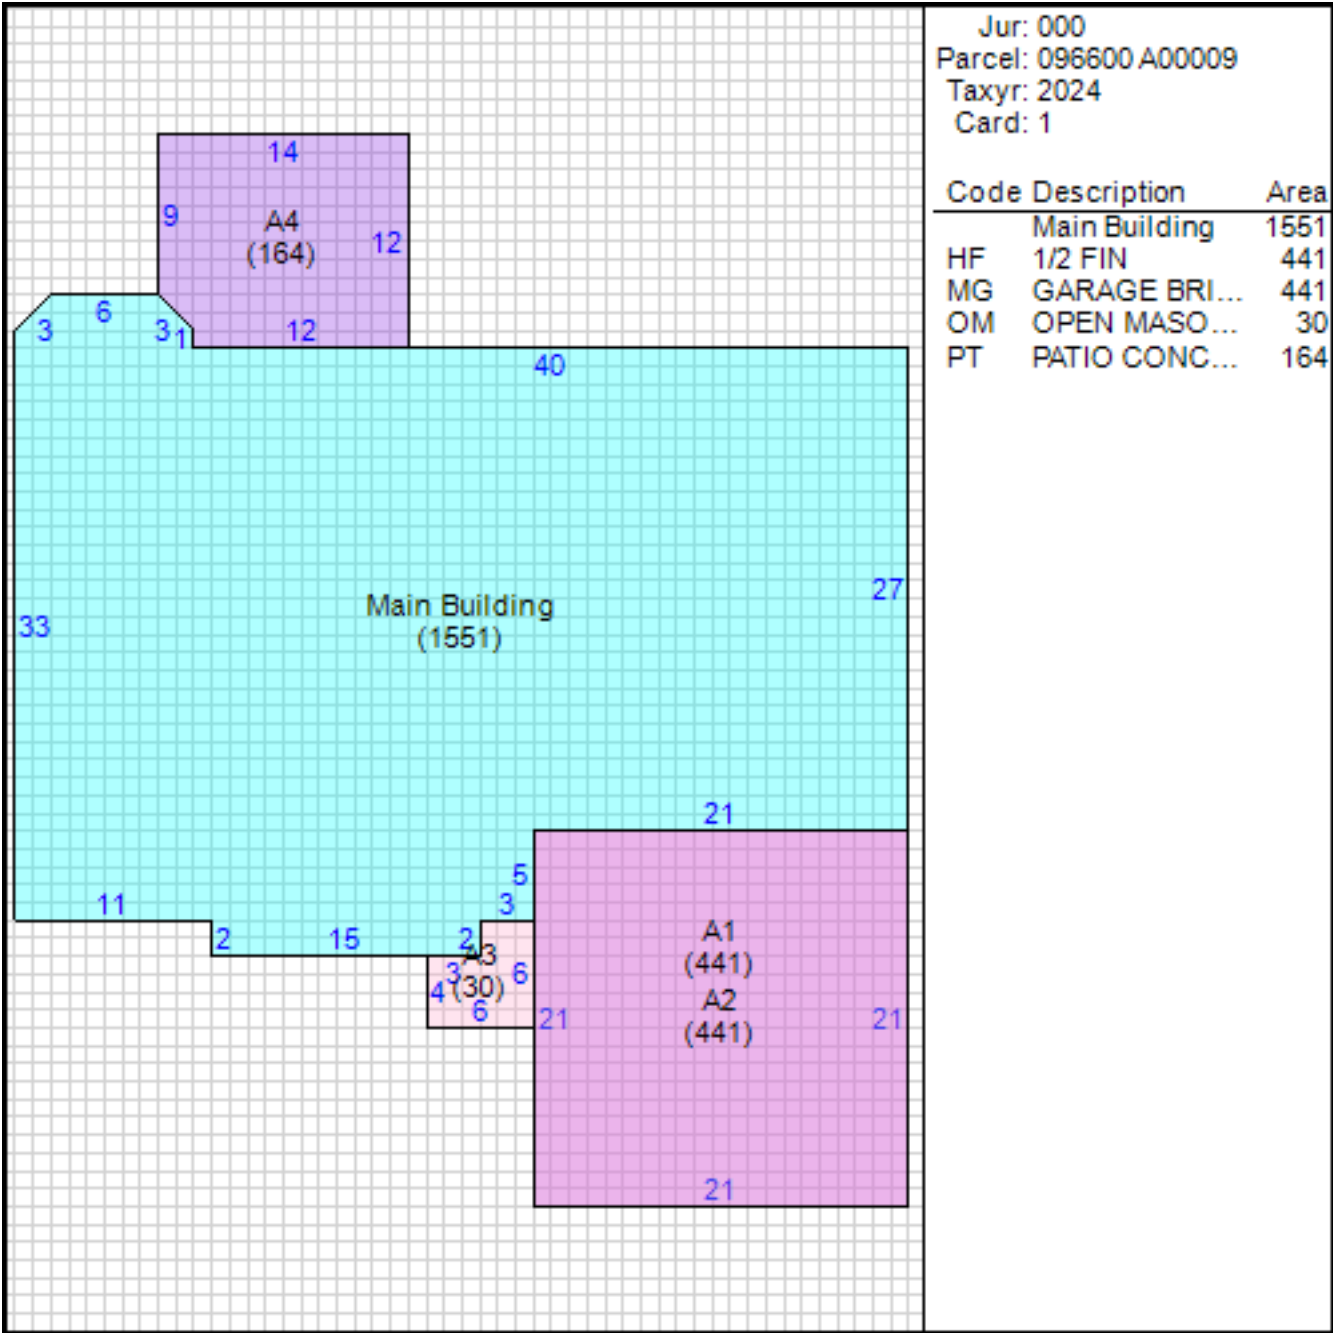 Jur: 000
Parcel: 096600 A00009
Taxyr: 2024
Card: 1
Code Description Area
Main Building 1551
HF 1/2 FIN 441
MG GARAGE BRI... 441
OM OPEN MASO... 30
PT PATIO CONC... 164
14
9
A4
(164)
12
6
3
3
1
12
40
27
Main Building
(1551)
33
21
5
3
11
2
15
2
A3
(30)
3
4
6
6
A1
(441)
A2
(441)
21
21
21